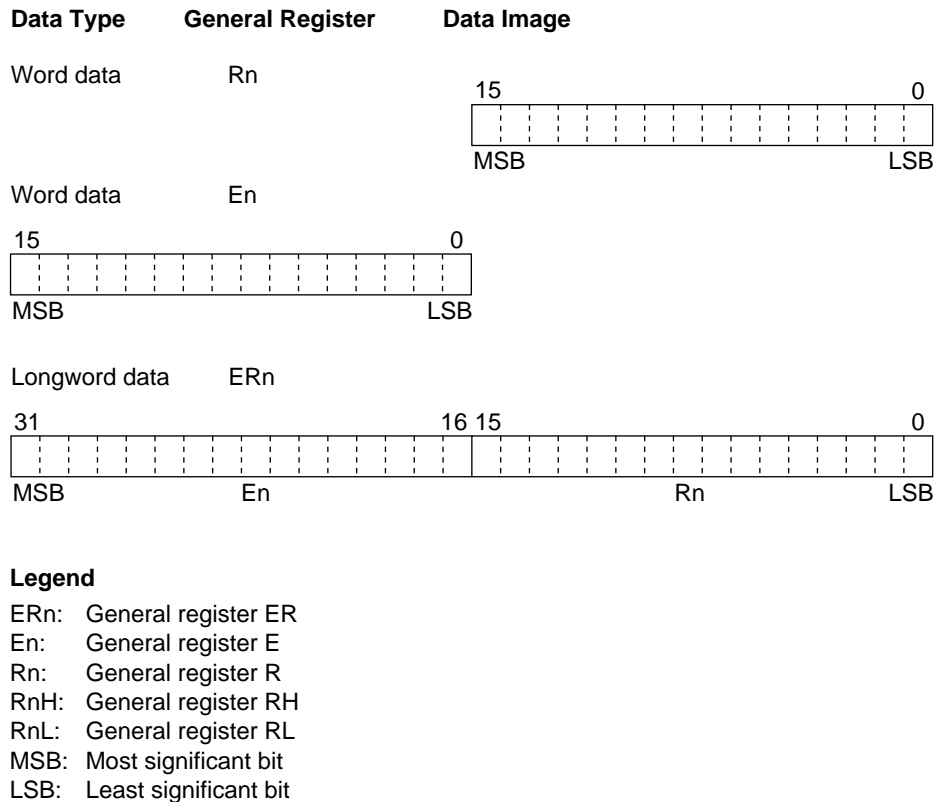 Data Type General Register Data Image
Word data Rn
15 0
MSB LSB
Word data En
15 0
MSB LSB
Longword data ERn
31 16 15 0
MSB En Rn LSB
Legend
ERn: General register ER
En: General register E
Rn: General register R
RnH: General register RH
RnL: General register RL
MSB: Most significant bit
LSB: Least significant bit